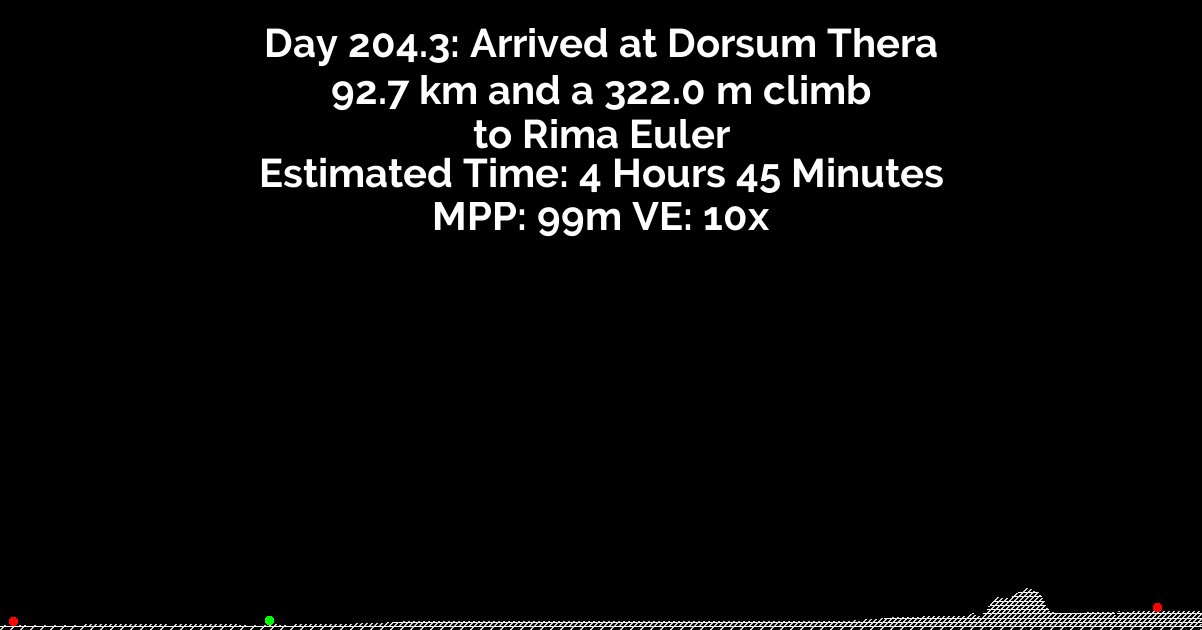 Day 204.3: Arrived at Dorsum Thera
92.7 km and a 322.0 m climb
to Rima Euler
Estimated Time: 4 Hours 45 Minutes
MPP: 99m VE: 10x